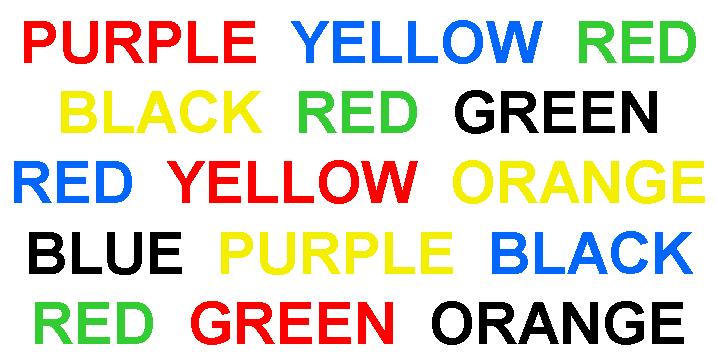 PURPLE YELLOW RED
BLACK RED GREEN
RED YELLOW ORANGE
BLUE PURPLE BLACK
RED GREEN ORANGE